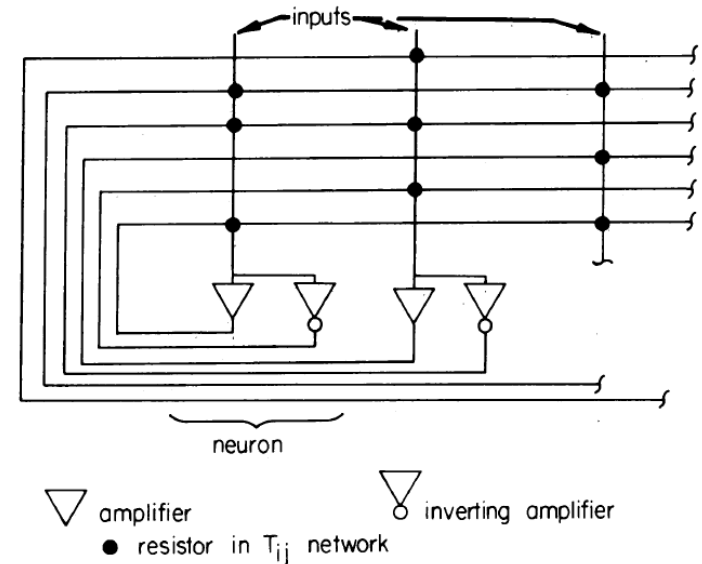 inputs
neuron
amplifier
inverting amplifier
resistor in Tij network